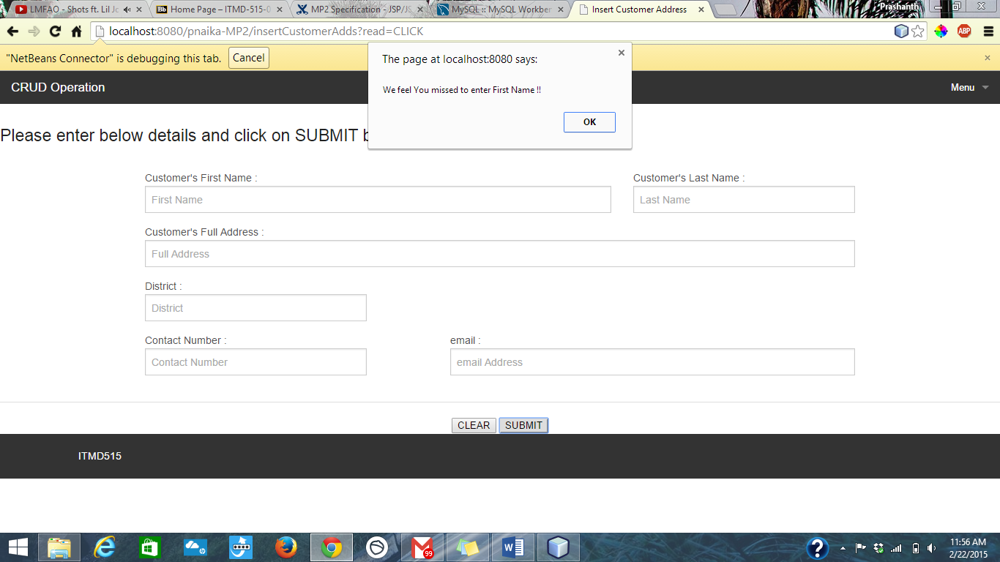 LMFAO - Shots ft. Lil Jo
Home Page – ITMD-515-0
MP2 Specification - JSP/JS
MySQL :: MySQL Workben
Insert Customer Address
Prashanth
localhost:8080/pnaika-MP2/insertCustomerAdds?read=CLICK
ABP
"NetBeans Connector" is debugging this tab. Cancel
The page at localhost:8080 says:
We feel You missed to enter First Name !!
OK
CRUD Operation
Menu
Please enter below details and click on SUBMIT b
Customer's First Name :
Customer's Last Name :
First Name
Last Name
Customer's Full Address :
Full Address
District :
District
Contact Number :
email :
Contact Number
email Address
CLEAR SUBMIT
ITMD515
99
11:56 AM
2/22/2015